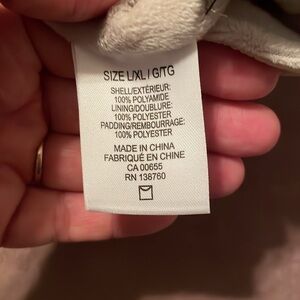 SIZE L/XL / G/TG
SHELL/EXTÉRIEUR:
100% POLYAMIDE
LINING/DOUBLURE:
100% POLYESTER
PADDING/REMBOURRAGE:
100% POLYESTER
MADE IN CHINA
FABRIQUÉ EN CHINE
CA 00655
RN 138760